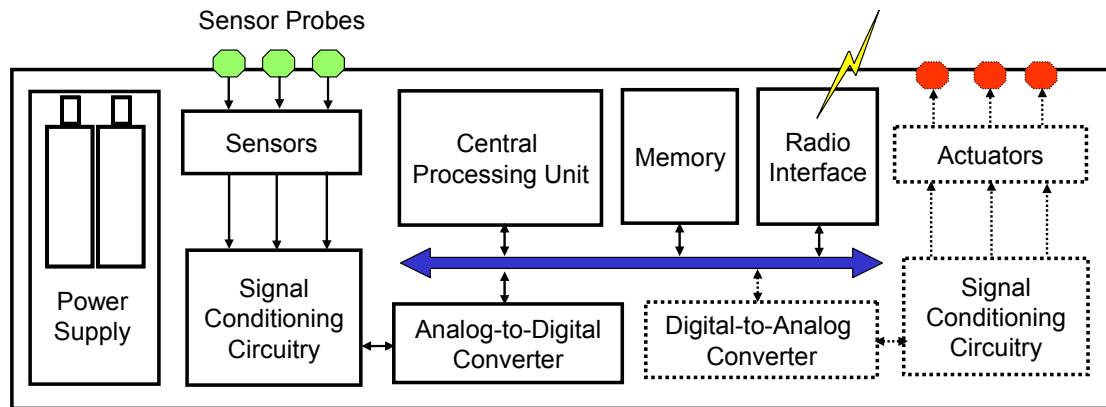 Sensor Probes
Power
Supply
Sensors
Signal
Conditioning
Circuitry
Central
Processing Unit
Memory
Radio
Interface
Analog-to-Digital
Converter
Digital-to-Analog
Converter
Actuators
Signal
Conditioning
Circuitry